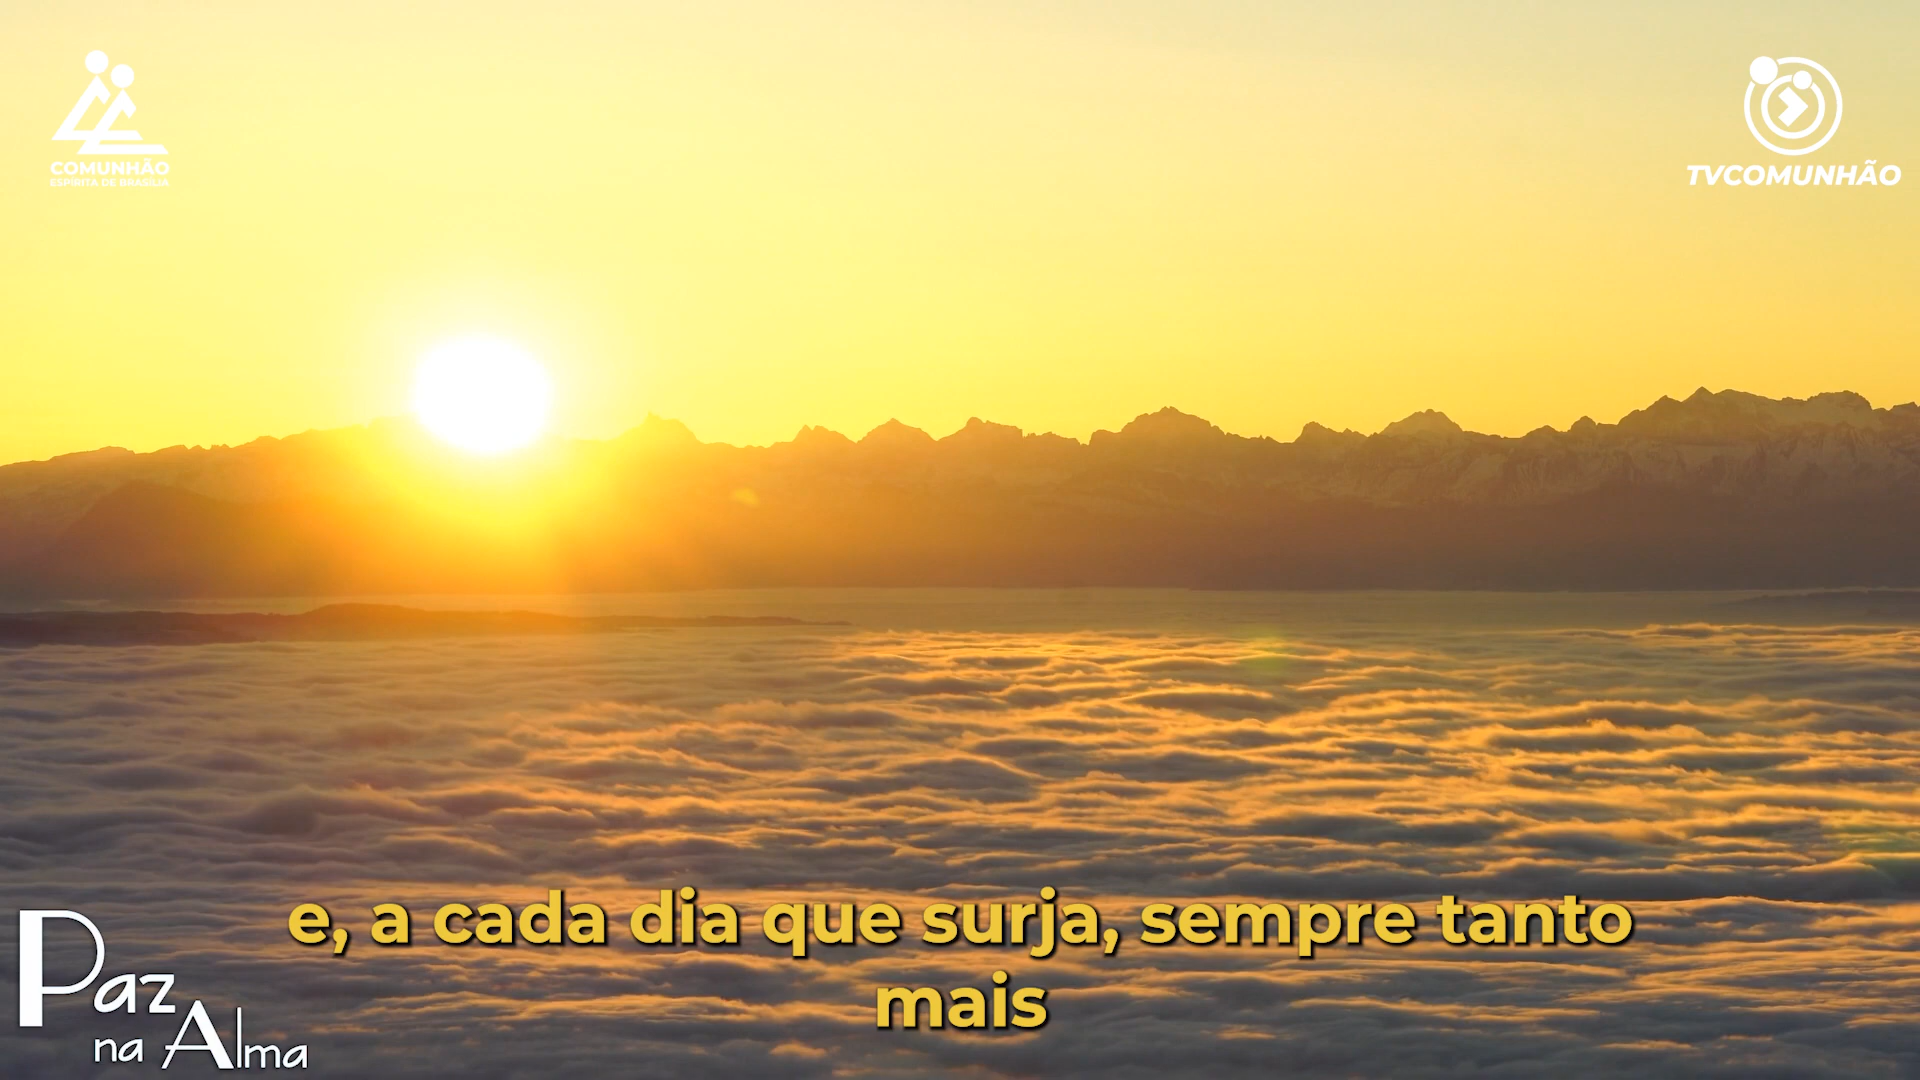 COMUNHÃO
ESPÍRITA DE BRASÍLIA
TVCOMUNHÃO
e, a cada dia que surja, sempre tanto
mais
Paz
na Alma